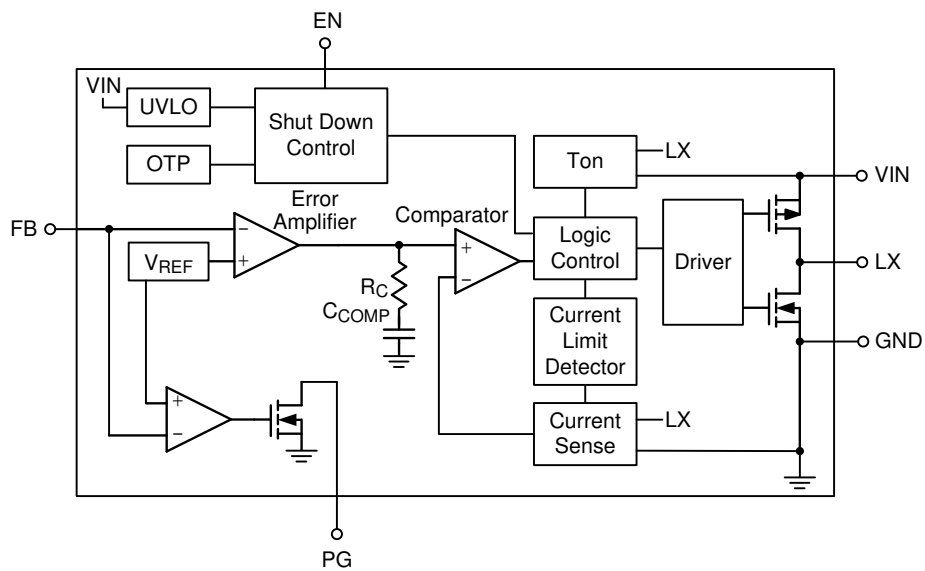 EN
VIN
UVLO
OTP
Shut Down
Control
Ton
LX
VIN
Error
Amplifier
Comparator
FB
−
+
VREF
+
−
Logic
Control
Driver
LX
RC
CCOMP
Current
Limit
Detector
GND
+
−
Current
Sense
LX
PG